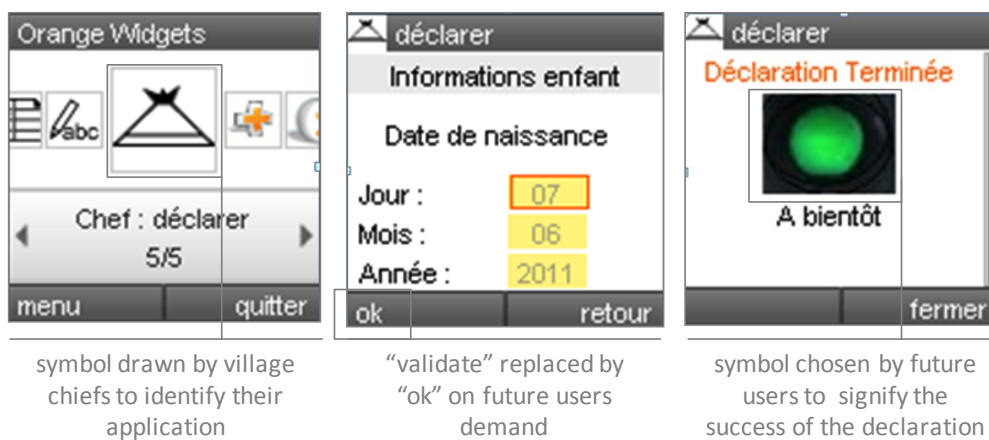 Orange Widgets
abc
Chef : déclarer
5/5
menu quitter
symbol drawn by village
chiefs to identify their
application
déclarer
Informations enfant
Date de naissance
Jour : 07
Mois : 06
Année : 2011
ok retour
“validate” replaced by
“ok” on future users
demand
déclarer
Déclaration Terminée
A bientôt
fermer
symbol chosen by future
users to signify the
success of the declaration